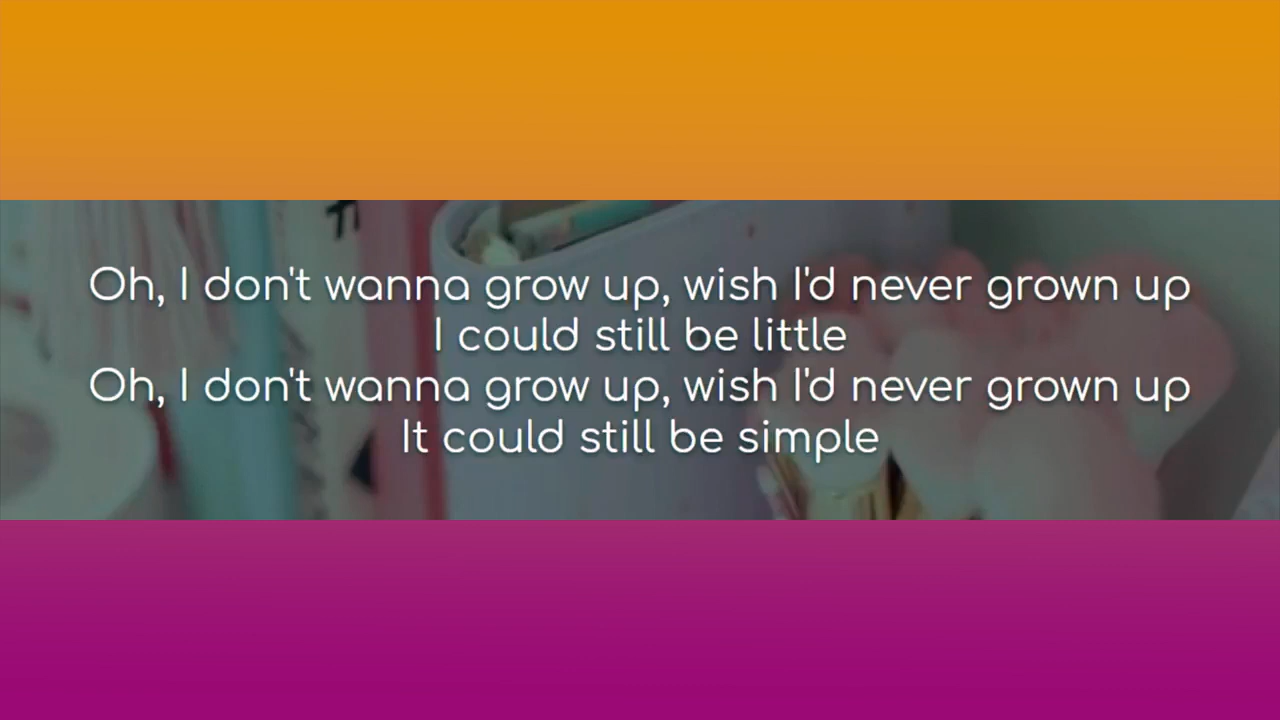 Oh, I don't wanna grow up, wish I'd never grown up
I could still be little
Oh, I don't wanna grow up, wish I'd never grown up
It could still be simple